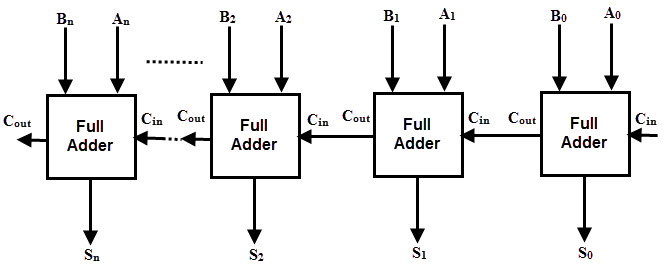 Bn An B2 A2 B1 A1 B0 A0
Cout Full Adder Cin Cout Full Adder Cin Cout Full Adder Cin Cout Full Adder Cin
Sn S2 S1 S0